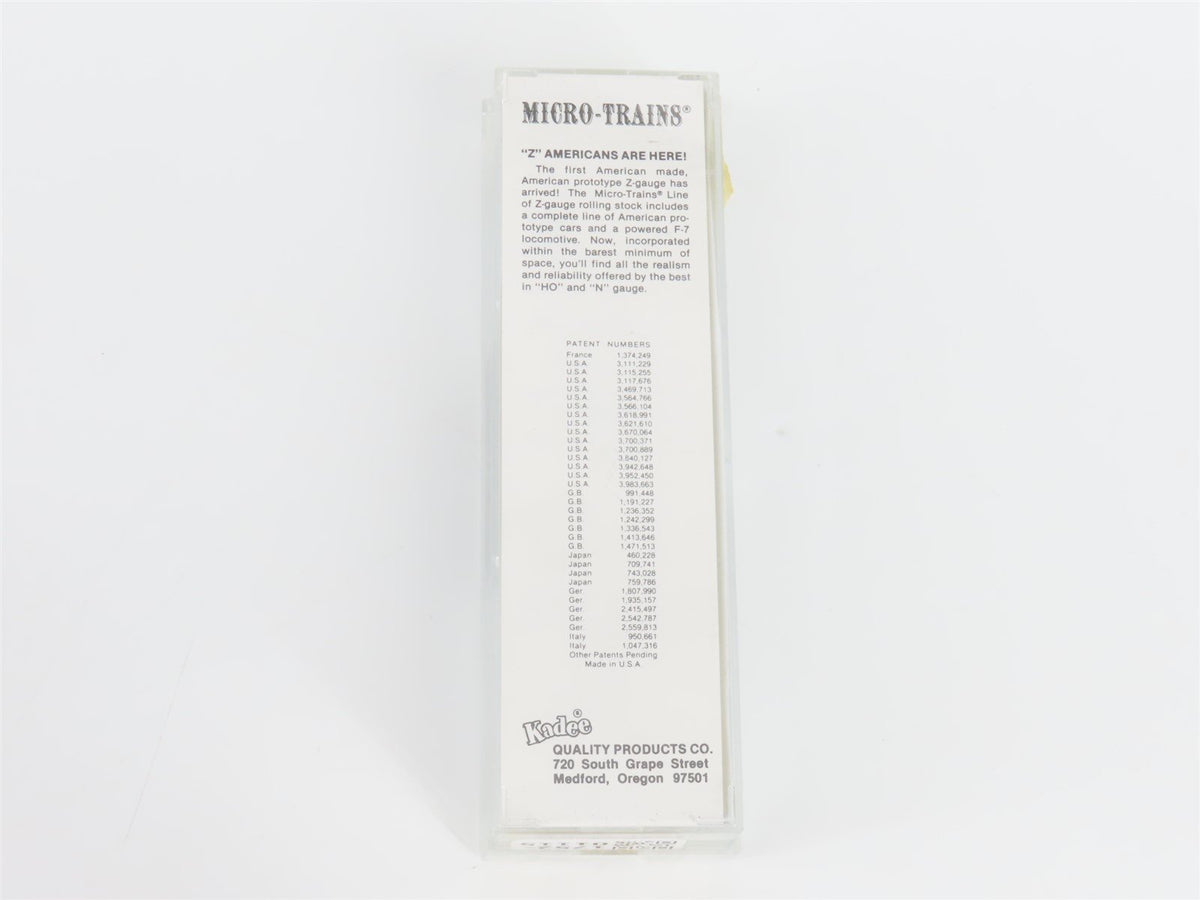 MICRO-TRAINS®
"Z" AMERICANS ARE HERE!
The first American made,
American prototype Z-gauge has
arrived! The Micro-Trains® Line
of Z-gauge rolling stock includes
a complete line of American pro-
totype cars and a powered F-7
locomotive. Now, incorporated
within the barest minimum of
space, you'll find all the realism
and reliability offered by the best
in "HO" and "N" gauge.
PATENT NUMBERS
France 1,374,249
U.S.A. 3,111,229
U.S.A. 3,115,255
U.S.A. 3,117,676
U.S.A. 3,469,713
U.S.A. 3,564,766
U.S.A. 3,566,104
U.S.A. 3,618,991
U.S.A. 3,621,610
U.S.A. 3,670,064
U.S.A. 3,700,371
U.S.A. 3,700,889
U.S.A. 3,840,127
U.S.A. 3,942,648
U.S.A. 3,952,450
U.S.A. 3,983,663
G.B. 991,448
G.B. 1,191,227
G.B. 1,236,352
G.B. 1,242,299
G.B. 1,336,543
G.B. 1,413,646
G.B. 1,471,513
Japan 460,228
Japan 709,741
Japan 743,028
Japan 759,786
Ger. 1,807,990
Ger. 1,935,157
Ger. 2,415,497
Ger. 2,542,787
Ger. 2,559,813
Italy 950,661
Italy 1,047,316
Other Patents Pending
Made in U.S.A.
Kadee®
QUALITY PRODUCTS CO.
720 South Grape Street
Medford, Oregon 97501